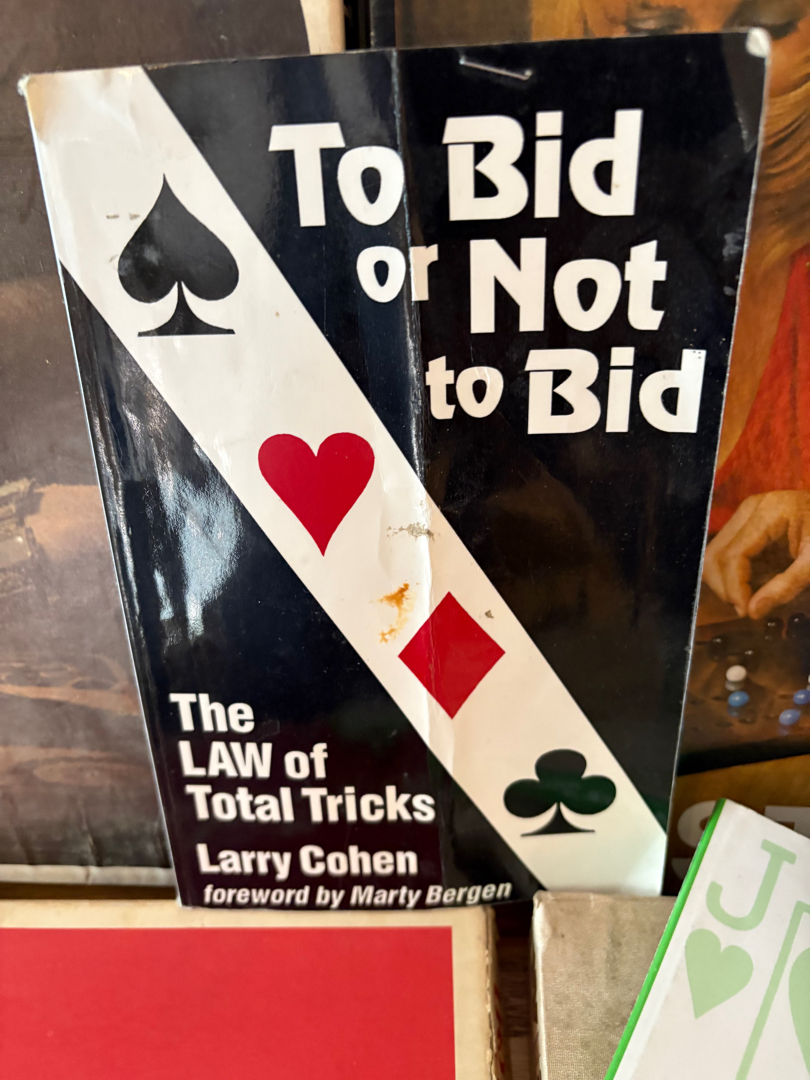 To Bid
or Not
to Bid
The
LAW of
Total Tricks
Larry Cohen
foreword by Marty Bergen
J